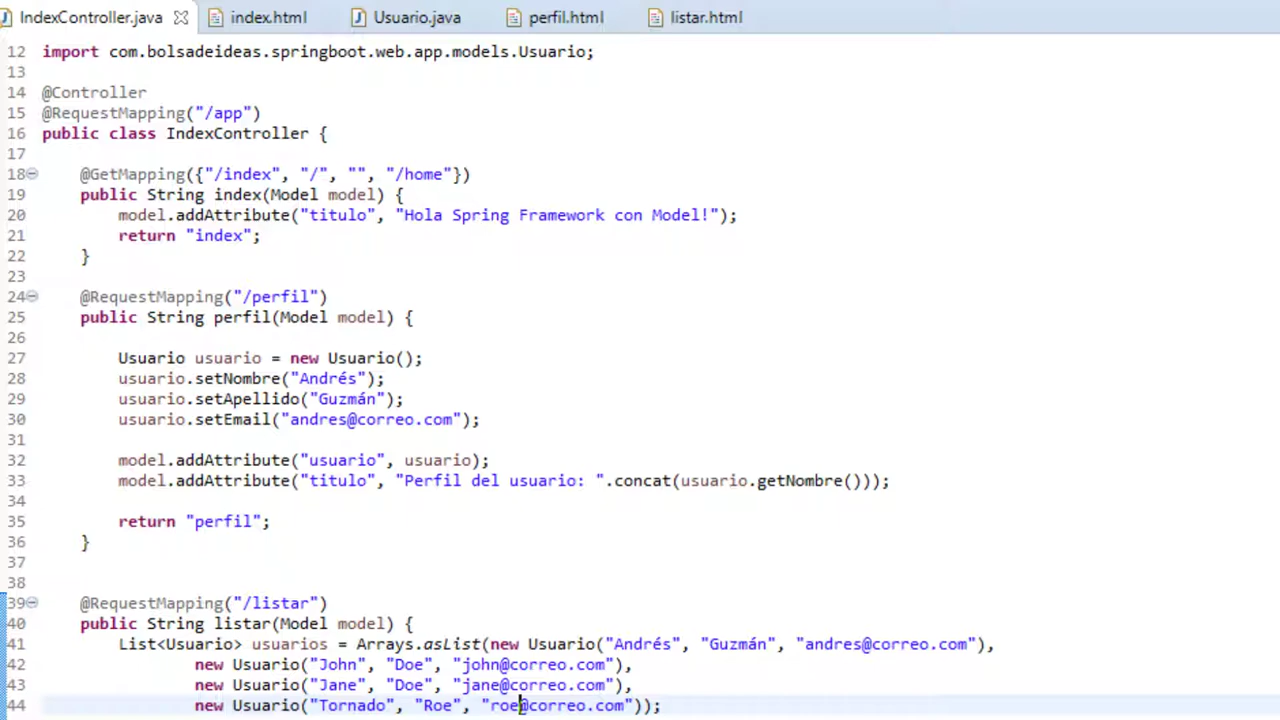 IndexController.java index.html Usuario.java perfil.html listar.html
12 import com.bolsadeideas.springboot.web.app.models.Usuario;
13
14 @Controller
15 @RequestMapping("/app")
16 public class IndexController {
17
18 @GetMapping({"/index", "/", "", "/home"})
19 public String index(Model model) {
20 model.addAttribute("titulo", "Hola Spring Framework con Model!");
21 return "index";
22 }
23
24 @RequestMapping("/perfil")
25 public String perfil(Model model) {
26
27 Usuario usuario = new Usuario();
28 usuario.setNombre("Andrés");
29 usuario.setApellido("Guzmán");
30 usuario.setEmail("andres@correo.com");
31
32 model.addAttribute("usuario", usuario);
33 model.addAttribute("titulo", "Perfil del usuario: ".concat(usuario.getNombre()));
34
35 return "perfil";
36 }
37
38
39 @RequestMapping("/listar")
40 public String listar(Model model) {
41 List<Usuario> usuarios = Arrays.asList(new Usuario("Andrés", "Guzmán", "andres@correo.com"),
42 new Usuario("John", "Doe", "john@correo.com"),
43 new Usuario("Jane", "Doe", "jane@correo.com"),
44 new Usuario("Tornado", "Roe", "roe@correo.com"));